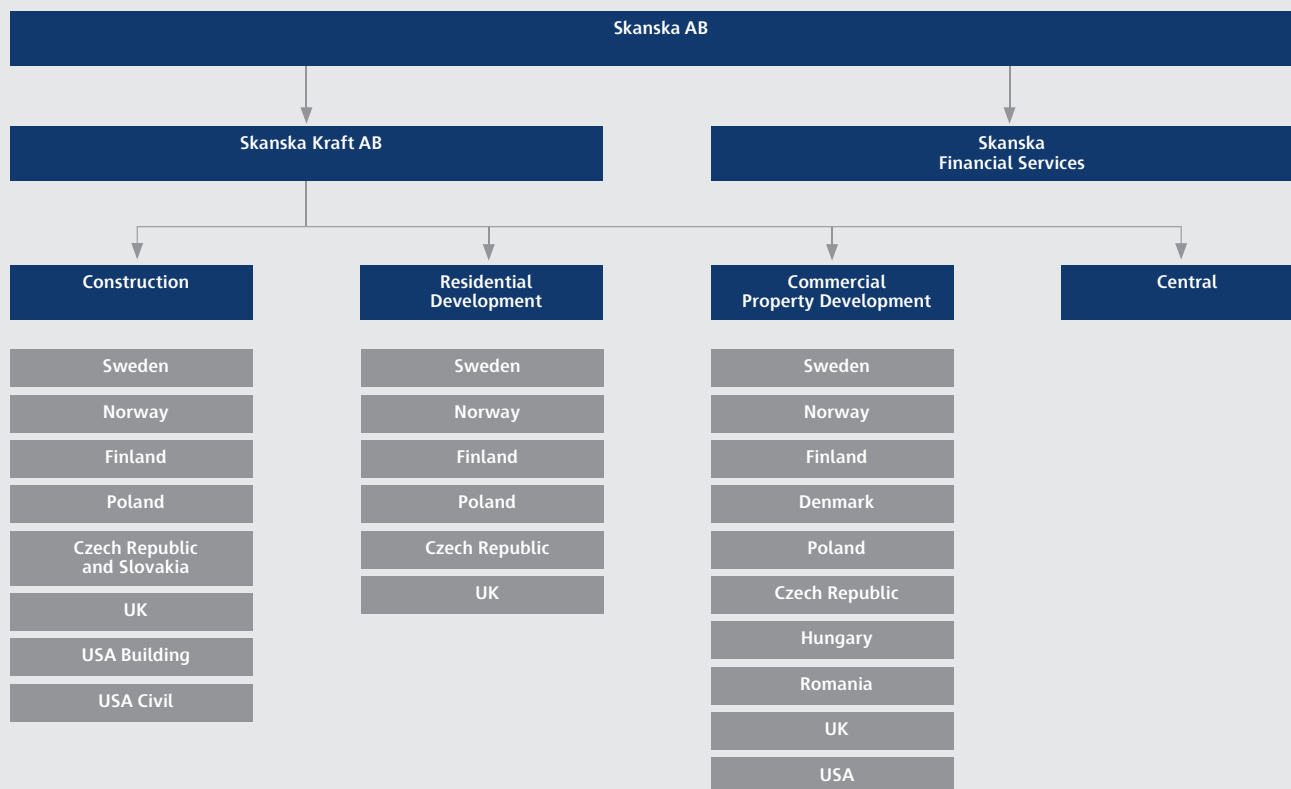 Skanska AB
Skanska Kraft AB
Skanska
Financial Services
Construction
Residential
Development
Commercial
Property Development
Central
Sweden
Norway
Finland
Poland
Czech Republic
and Slovakia
UK
USA Building
USA Civil
Sweden
Norway
Finland
Poland
Czech Republic
UK
Sweden
Norway
Finland
Denmark
Poland
Czech Republic
Hungary
Romania
UK
USA